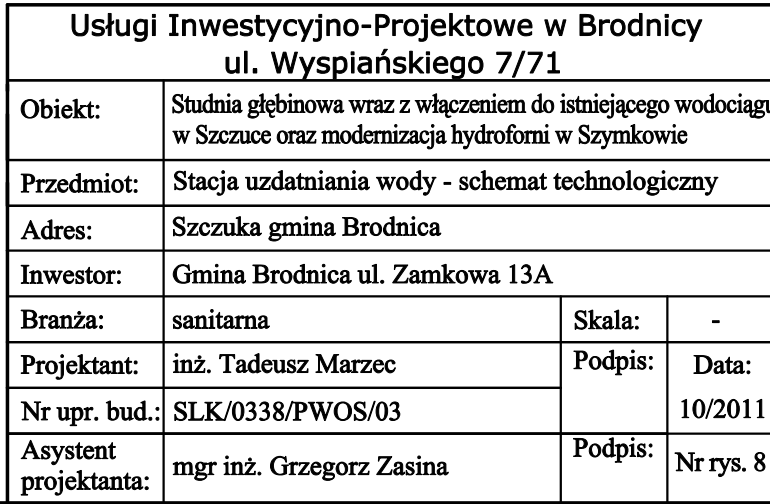 Usługi Inwestycyjno-Projektowe w Brodnicy
ul. Wyspiańskiego 7/71
Obiekt: Studnia głębinowa wraz z włączeniem do istniejącego wodociągu
w Szczuce oraz modernizacja hydroforni w Szymkowie
Przedmiot: Stacja uzdatniania wody - schemat technologiczny
Adres: Szczuka gmina Brodnica
Inwestor: Gmina Brodnica ul. Zamkowa 13A
Branża: sanitarna Skala: -
Projektant: inż. Tadeusz Marzec Podpis: Data:
Nr upr. bud.: SLK/0338/PWOS/03 10/2011
Asystent
projektanta: mgr inż. Grzegorz Zasina Podpis: Nr rys. 8